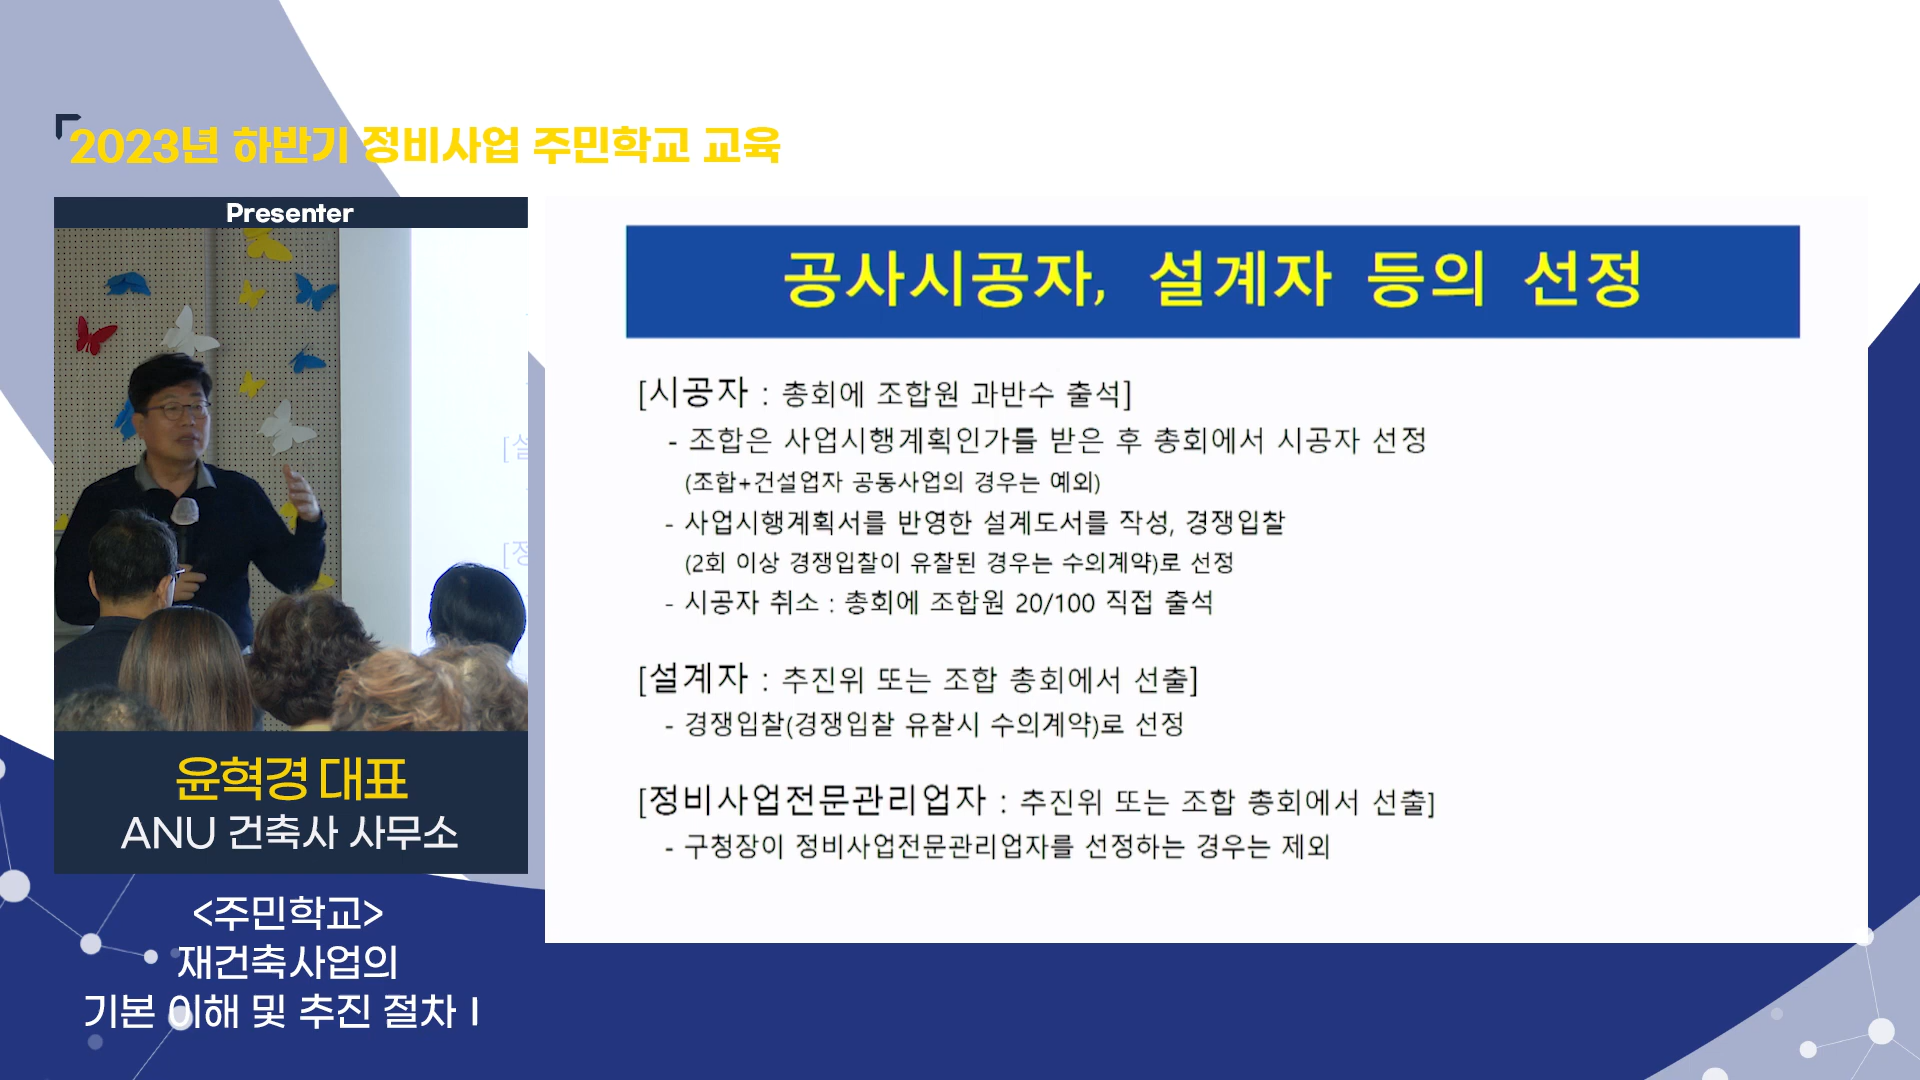 2023년 하반기 정비사업 주민학교 교육
Presenter
윤혁경 대표
ANU 건축사 사무소
<주민학교>
재건축사업의
기본 이해 및 추진 절차 I
공사시공자, 설계자 등의 선정
[시공자 : 총회에 조합원 과반수 출석]
- 조합은 사업시행계획인가를 받은 후 총회에서 시공자 선정
(조합+건설업자 공동사업의 경우는 예외)
- 사업시행계획서를 반영한 설계도서를 작성, 경쟁입찰
(2회 이상 경쟁입찰이 유찰된 경우는 수의계약)로 선정
- 시공자 취소 : 총회에 조합원 20/100 직접 출석
[설계자 : 추진위 또는 조합 총회에서 선출]
- 경쟁입찰(경쟁입찰 유찰시 수의계약)로 선정
[정비사업전문관리업자 : 추진위 또는 조합 총회에서 선출]
- 구청장이 정비사업전문관리업자를 선정하는 경우는 제외